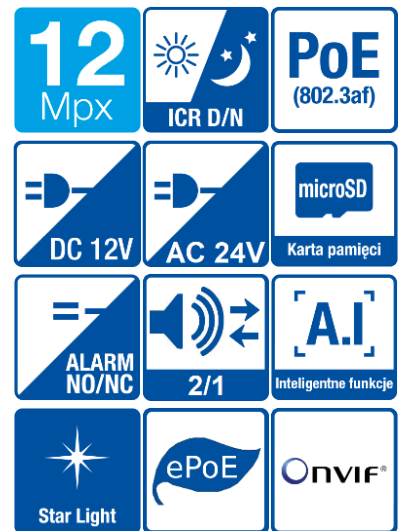 12
Mpx
ICR D/N
PoE
(802.3af)
DC 12V
AC 24V
microSD
Karta pamięci
ALARM
NO/NC
2/1
A.I
Inteligentne funkcje
Star Light
ePoE
ONVIF®